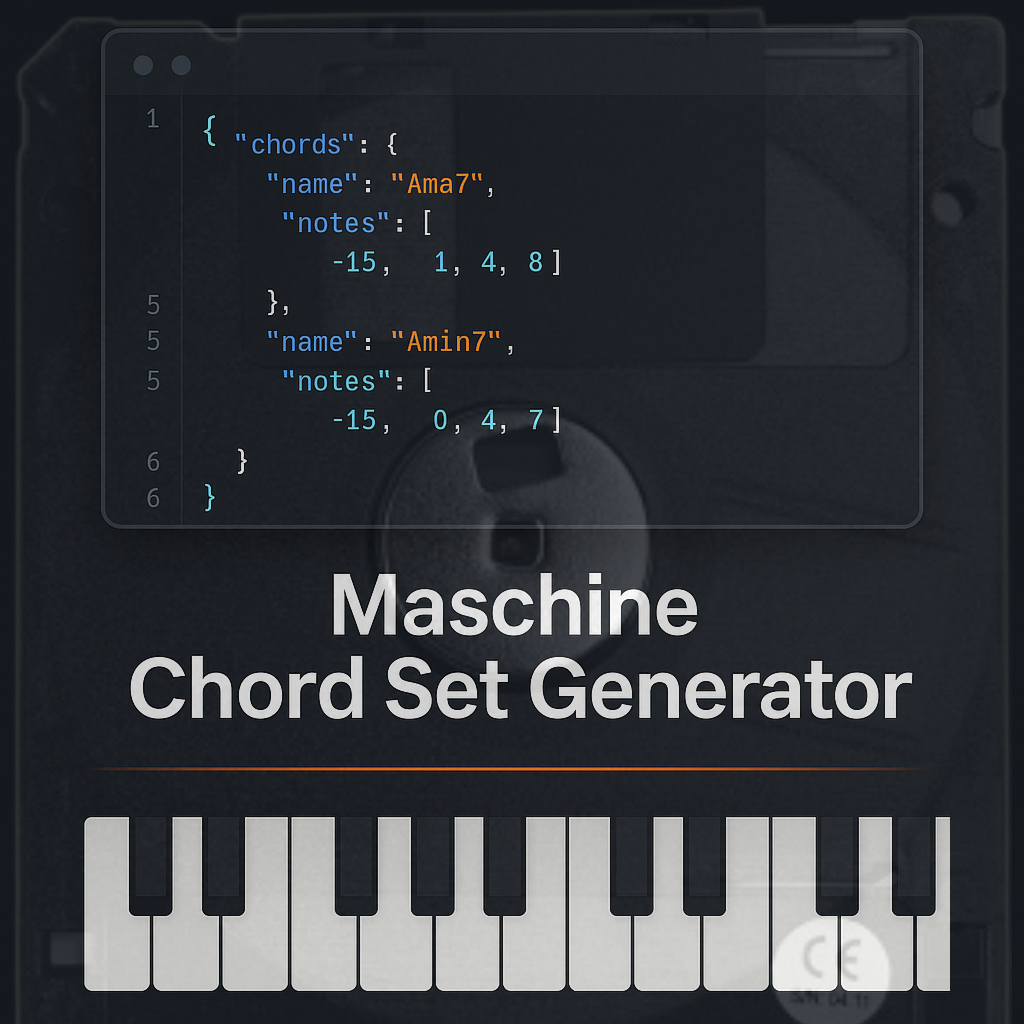 1 { "chords": {
"name": "Ama7",
"notes": [
-15, 1, 4, 8]
5 },
5 "name": "Amin7",
5 "notes": [
-15, 0, 4, 7]
6 }
6 }
Maschine
Chord Set Generator
CE